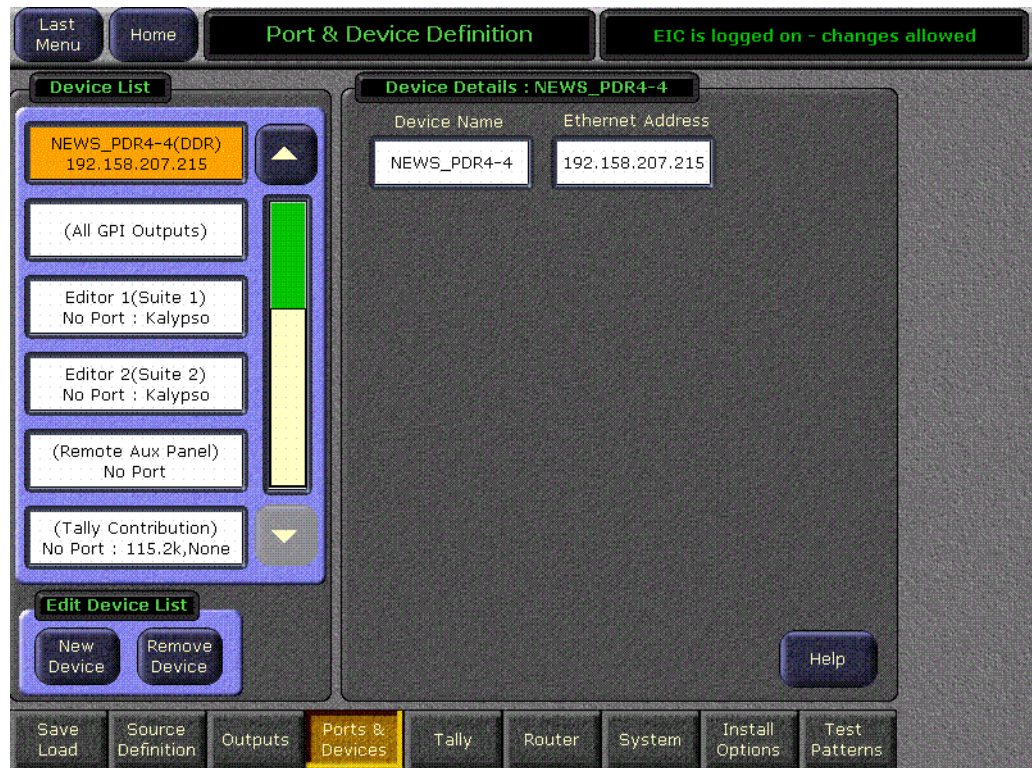 Last
Menu
Home
Port & Device Definition
EIC is logged on - changes allowed
Device List
NEWS_PDR4-4(DDR)
192.158.207.215
(All GPI Outputs)
Editor 1(Suite 1)
No Port : Kalypso
Editor 2(Suite 2)
No Port : Kalypso
(Remote Aux Panel)
No Port
(Tally Contribution)
No Port : 115.2k,None
Edit Device List
New
Device
Remove
Device
Device Details : NEWS_PDR4-4
Device Name
Ethernet Address
NEWS_PDR4-4
192.158.207.215
Help
Save
Load
Source
Definition
Outputs
Ports &
Devices
Tally
Router
System
Install
Options
Test
Patterns